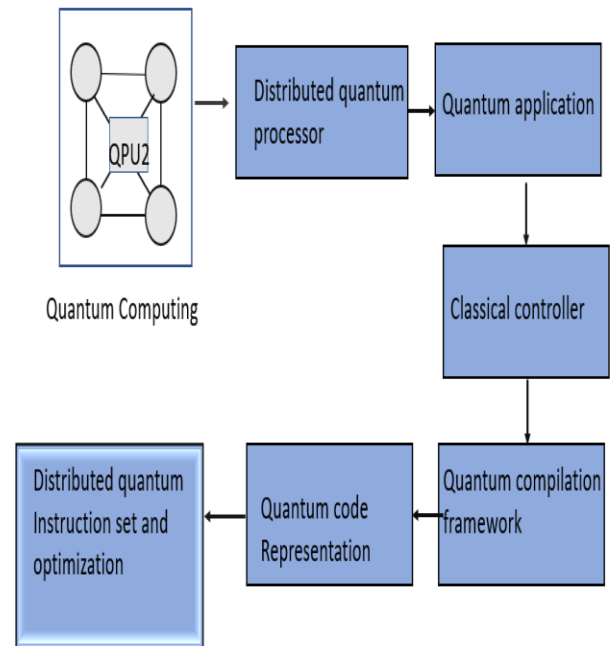 QPU2
Quantum Computing
Distributed quantum
processor
Quantum application
Classical controller
Quantum compilation
framework
Quantum code
Representation
Distributed quantum
Instruction set and
optimization